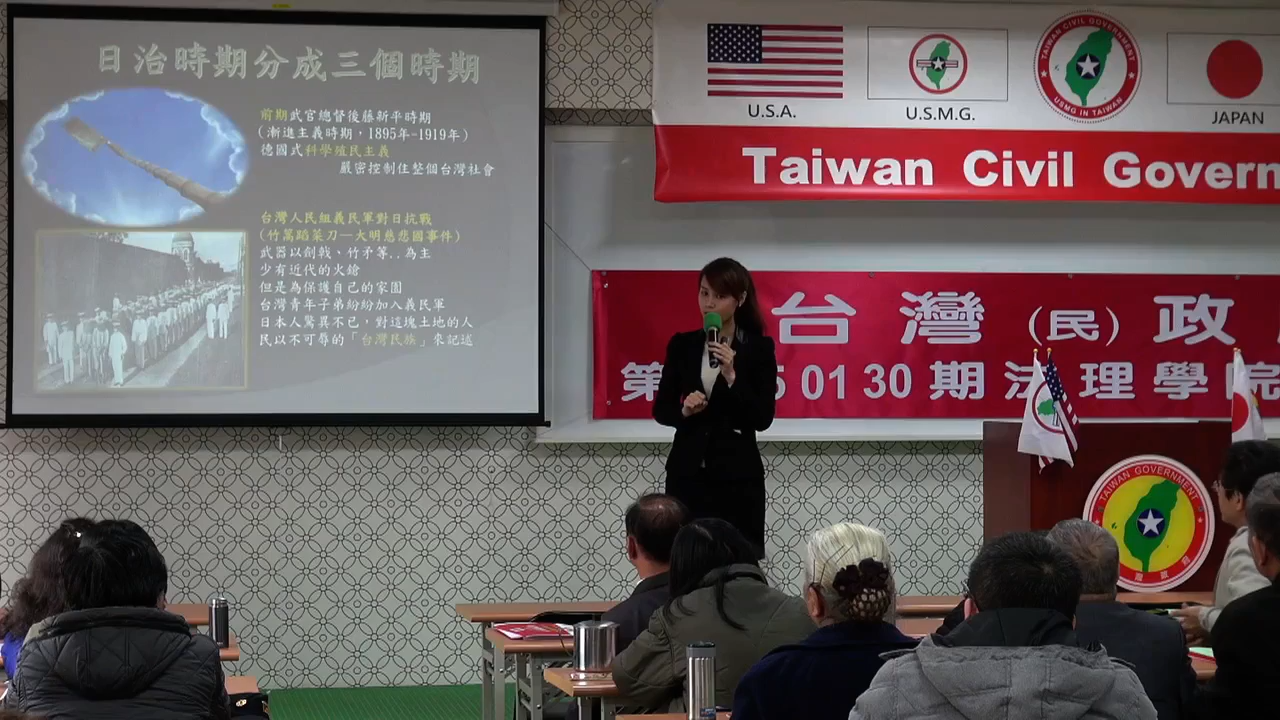 日治時期分成三個時期
前期武官總督後藤新平時期
(漸進主義時期，1895年-1919年)
德國式科學殖民主義
嚴密控制住整個台灣社會
台灣人民組義民軍對日抗戰
(竹篙蹈菜刀—大明慈悲國事件)
武器以劍戟、竹矛等..為主
少有近代的火鎗
但是為保護自己的家園
台灣青年子弟紛紛加入義民軍
日本人驚異不已，對這塊土地的人
民以不可辱的「台灣民族」來記述
U.S.A.
U.S.M.G.
TAIWAN CIVIL GOVERNMENT
USMG IN TAIWAN
JAPAN
Taiwan Civil Govern
台灣(民)政
第 5 01 30 期法理學院
TAIWAN GOVERNMENT